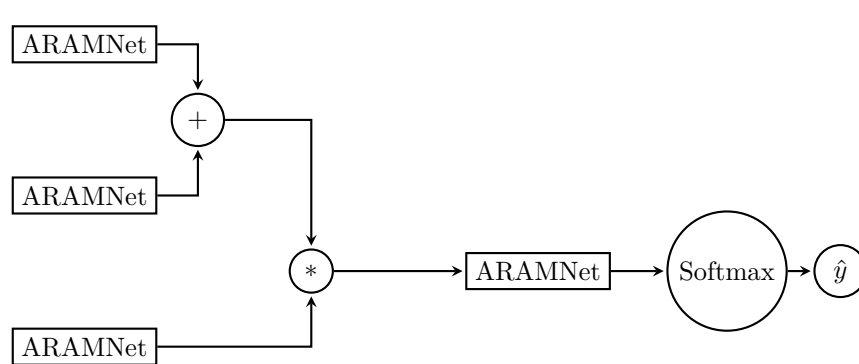 ARAMNet
+
ARAMNet
*
ARAMNet
Softmax
ŷ
ARAMNet